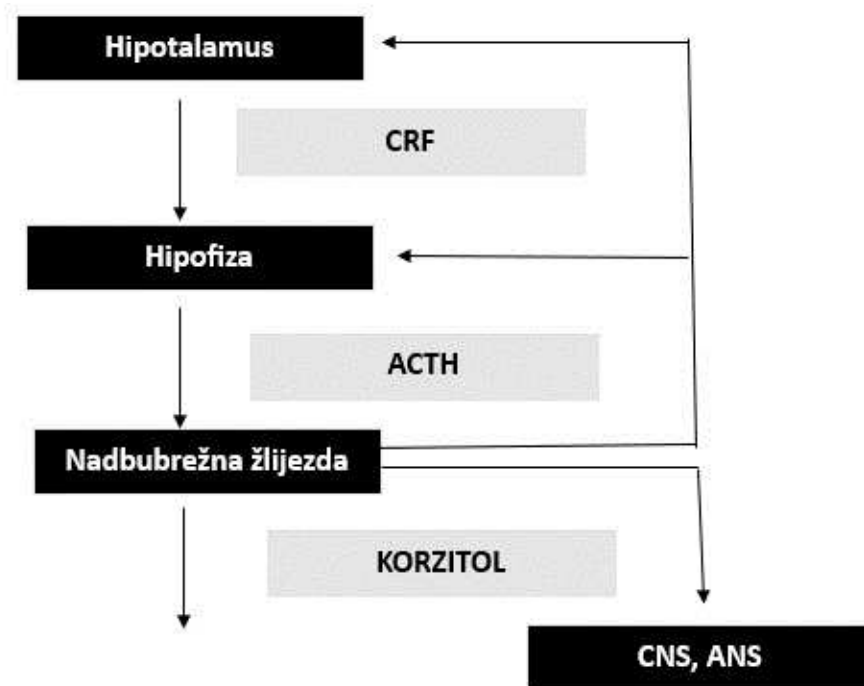 Hipotalamus
CRF
Hipofiza
ACTH
Nadbubrežna žlijezda
KORZITOL
CNS, ANS